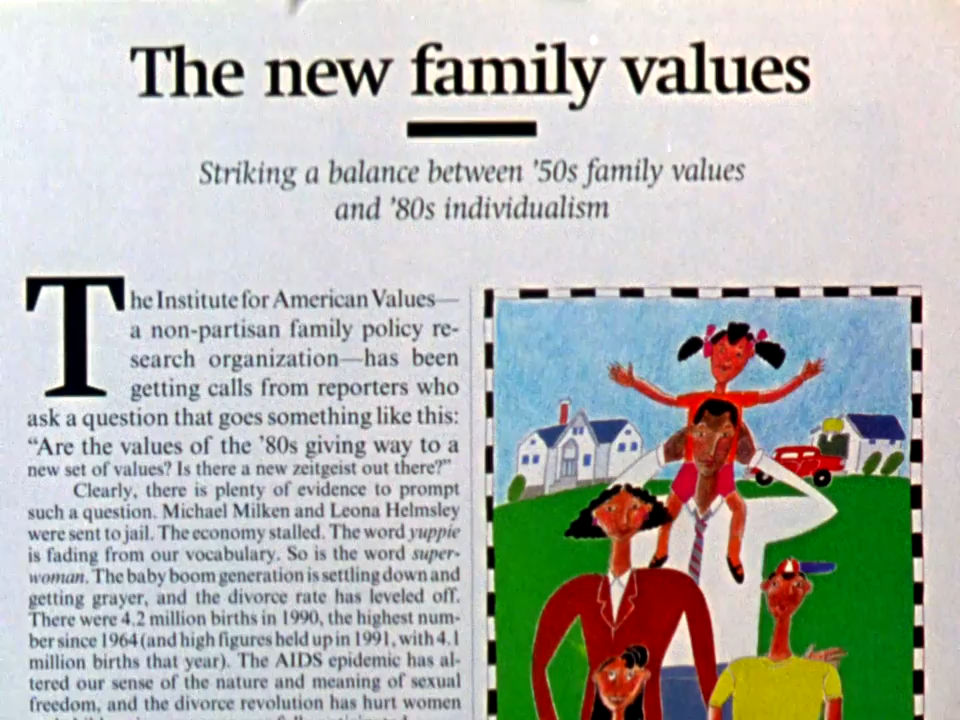 The new family values
Striking a balance between '50s family values
and '80s individualism
The Institute for American Values—
a non-partisan family policy re-
search organization—has been
getting calls from reporters who
ask a question that goes something like this:
“Are the values of the '80s giving way to a
new set of values? Is there a new zeitgeist out there?”
Clearly, there is plenty of evidence to prompt
such a question. Michael Milken and Leona Helmsley
were sent to jail. The economy stalled. The word yuppie
is fading from our vocabulary. So is the word super-
woman. The baby boom generation is settling down and
getting grayer, and the divorce rate has leveled off.
There were 4.2 million births in 1990, the highest num-
ber since 1964 (and high figures held up in 1991, with 4.1
million births that year). The AIDS epidemic has al-
tered our sense of the nature and meaning of sexual
freedom, and the divorce revolution has hurt women